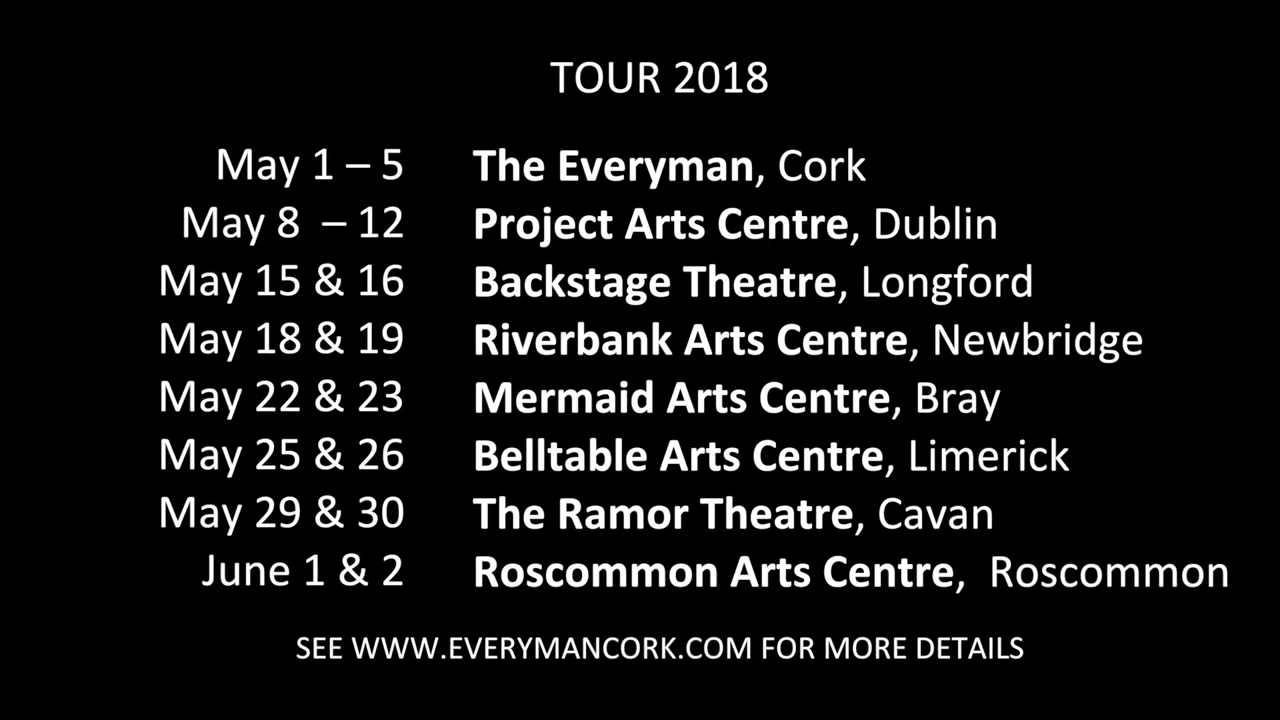 TOUR 2018
May 1 – 5 The Everyman, Cork
May 8 – 12 Project Arts Centre, Dublin
May 15 & 16 Backstage Theatre, Longford
May 18 & 19 Riverbank Arts Centre, Newbridge
May 22 & 23 Mermaid Arts Centre, Bray
May 25 & 26 Belltable Arts Centre, Limerick
May 29 & 30 The Ramor Theatre, Cavan
June 1 & 2 Roscommon Arts Centre, Roscommon
SEE WWW.EVERYMANCORK.COM FOR MORE DETAILS